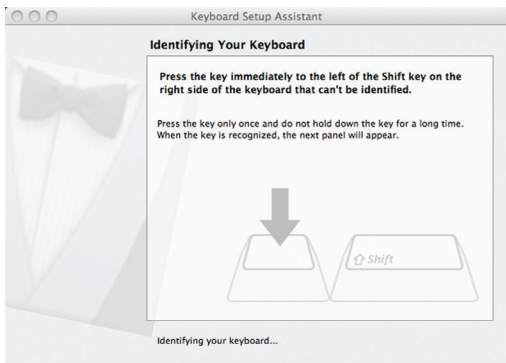 Keyboard Setup Assistant
Identifying Your Keyboard
Press the key immediately to the left of the Shift key on the
right side of the keyboard that can't be identified.
Press the key only once and do not hold down the key for a long time.
When the key is recognized, the next panel will appear.
⇧ Shift
Identifying your keyboard...